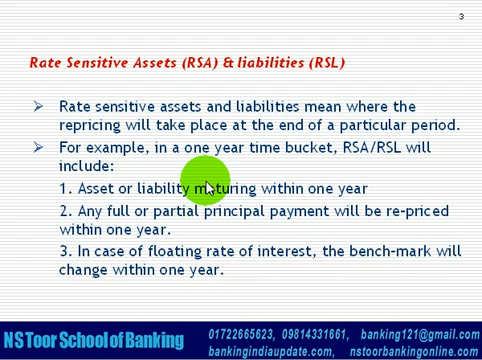 3
Rate Sensitive Assets (RSA) & liabilities (RSL)
Rate sensitive assets and liabilities mean where the
repricing will take place at the end of a particular period.
For example, in a one year time bucket, RSA/RSL will
include:
1. Asset or liability maturing within one year
2. Any full or partial principal payment will be re-priced
within one year.
3. In case of floating rate of interest, the bench-mark will
change within one year.
NS Toor School of Banking
01722665623, 09814331661, banking121@gmail.com
bankingindiaupdate.com, nstoorbankingonline.com